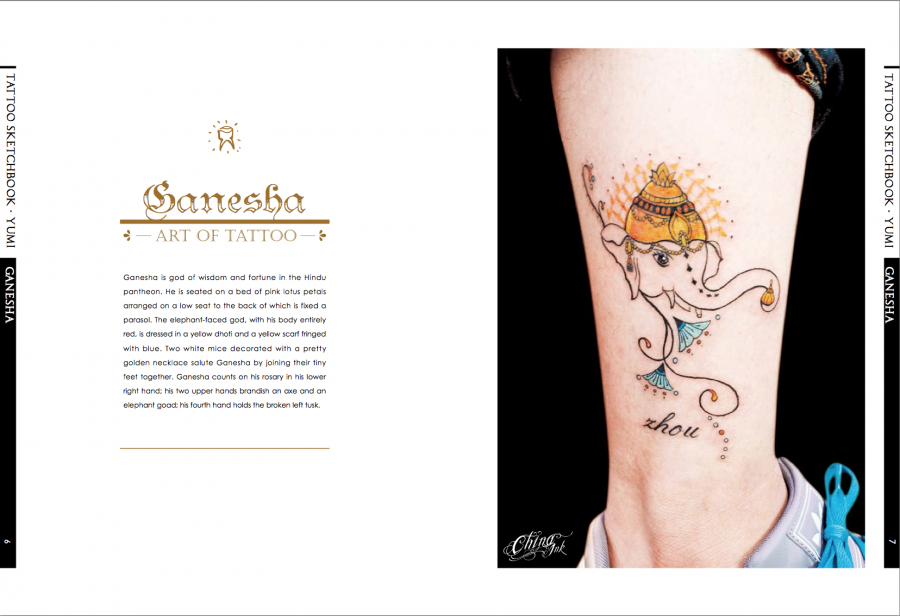 TATTOO SKETCHBOOK · YUMI
GANESHA
6
Ganesha
ART OF TATTOO
Ganesha is god of wisdom and fortune in the Hindu
pantheon. He is seated on a bed of pink lotus petals
arranged on a low seat to the back of which is fixed a
parasol. The elephant-faced god, with his body entirely
red, is dressed in a yellow dhoti and a yellow scarf fringed
with blue. Two white mice decorated with a pretty
golden necklace salute Ganesha by joining their tiny
feet together. Ganesha counts on his rosary in his lower
right hand; his two upper hands brandish an axe and an
elephant goad; his fourth hand holds the broken left tusk.
zhou
Ching
Ink
TATTOO SKETCHBOOK · YUMI
GANESHA
7